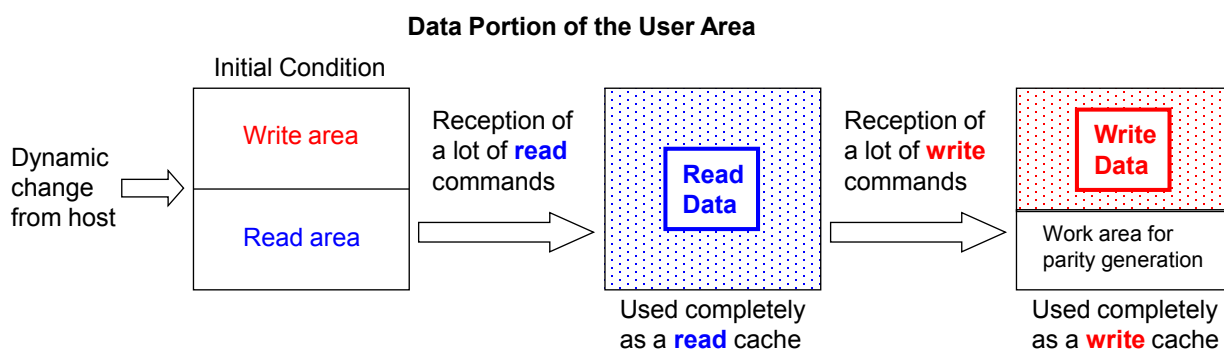 Data Portion of the User Area
Initial Condition
Write area
Read area
Dynamic
change
from host
Reception of
a lot of read
commands
Read
Data
Used completely
as a read cache
Reception of
a lot of write
commands
Write
Data
Work area for
parity generation
Used completely
as a write cache